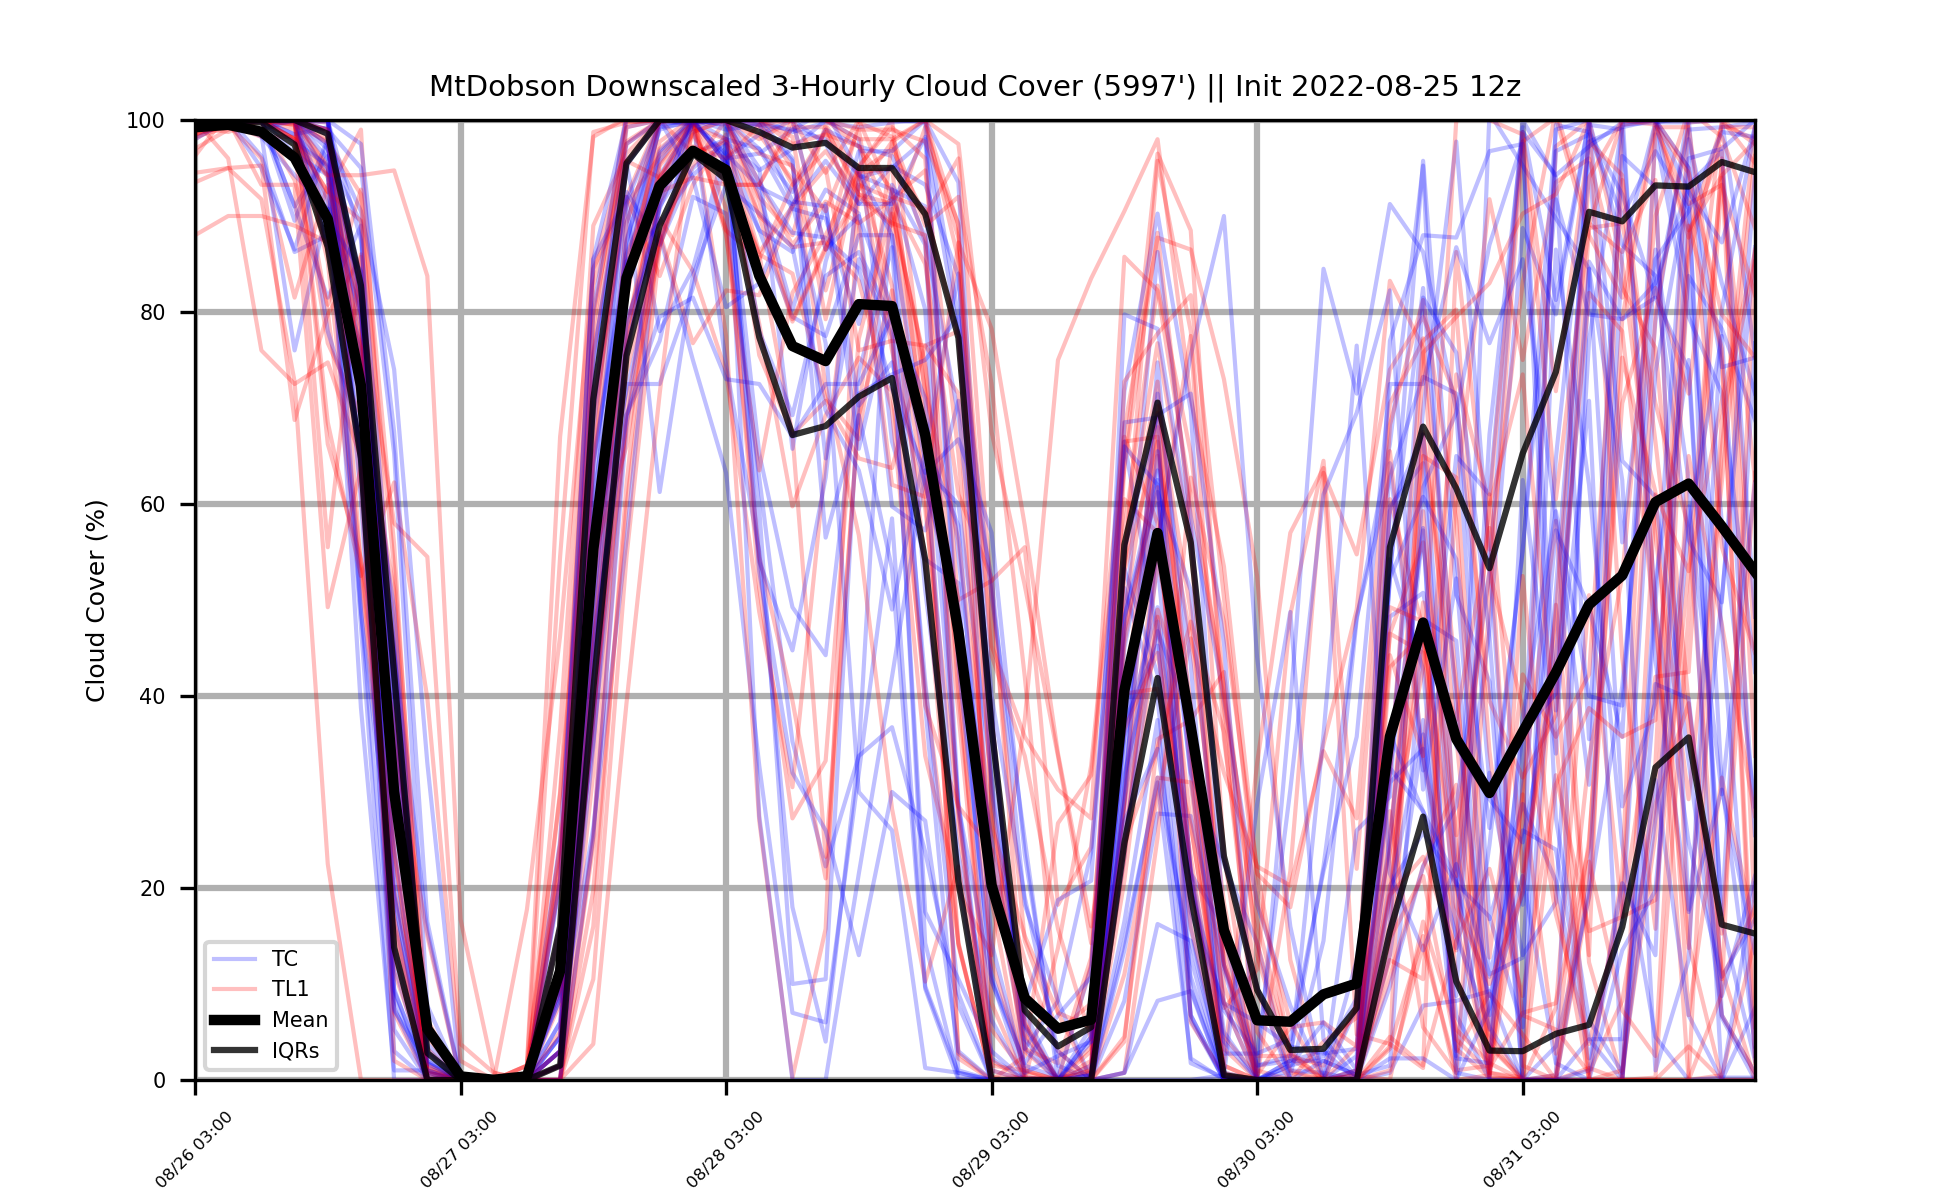 MtDobson Downscaled 3-Hourly Cloud Cover (5997') || Init 2022-08-25 12z
100
80
60
40
20
0
Cloud Cover (%)
TC
TL1
Mean
IQRs
08/26 03:00
08/27 03:00
08/28 03:00
08/29 03:00
08/30 03:00
08/31 03:00